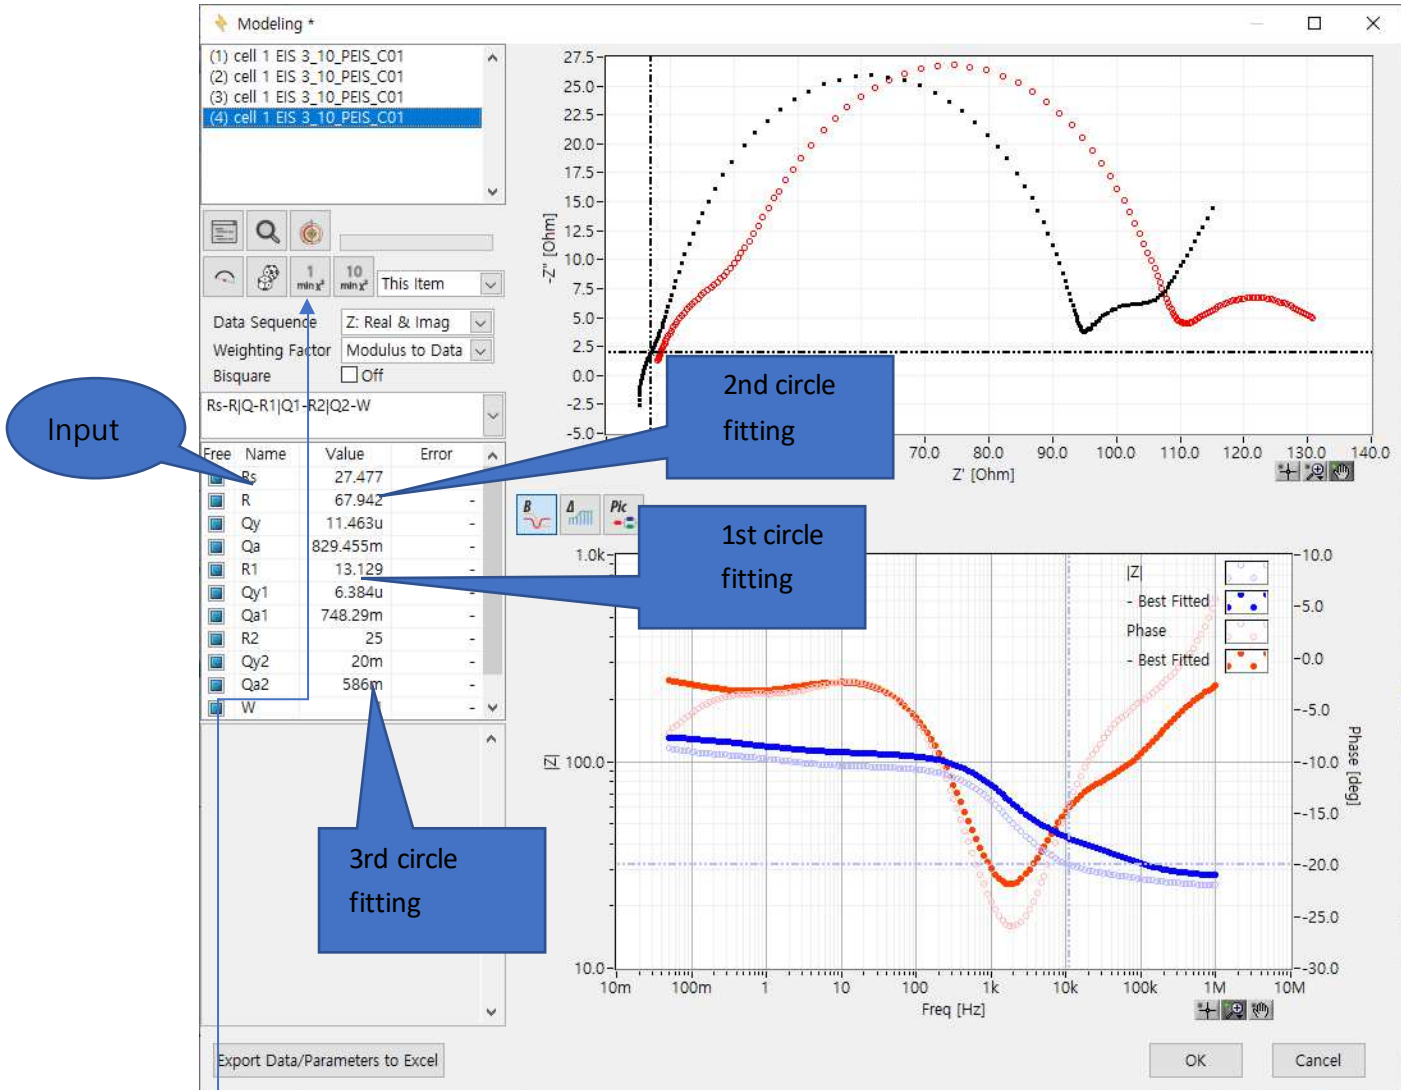 Modeling *
(1) cell 1 EIS 3_10_PEIS_C01
(2) cell 1 EIS 3_10_PEIS_C01
(3) cell 1 EIS 3_10_PEIS_C01
(4) cell 1 EIS 3_10_PEIS_C01
1
min χ²
10
min χ²
This Item
Data Sequence
Z: Real & Imag
Weighting Factor
Modulus to Data
Bisquare
Off
Rs-R|Q-R1|Q1-R2|Q2-W
Input
Free Name Value Error
Rs 27.477
R 67.942 -
Qy 11.463u -
Qa 829.455m -
R1 13.129 -
Qy1 6.384u -
Qa1 748.29m -
R2 25 -
Qy2 20m -
Qa2 586m -
W -
3rd circle
fitting
Export Data/Parameters to Excel
27.5
25.0
22.5
20.0
17.5
15.0
12.5
10.0
7.5
5.0
2.5
0.0
-2.5
-5.0
-Z" [Ohm]
2nd circle
fitting
70.0 80.0 90.0 100.0 110.0 120.0 130.0 140.0
Z' [Ohm]
B
Δ
Pic
1st circle
fitting
1.0k
100.0
10.0
|Z|
|Z|
- Best Fitted
Phase
- Best Fitted
-10.0
-5.0
-0.0
-5.0
-10.0
-15.0
-20.0
-25.0
-30.0
Phase [deg]
10m 100m 1 10 100 1k 10k 100k 1M 10M
Freq [Hz]
OK
Cancel